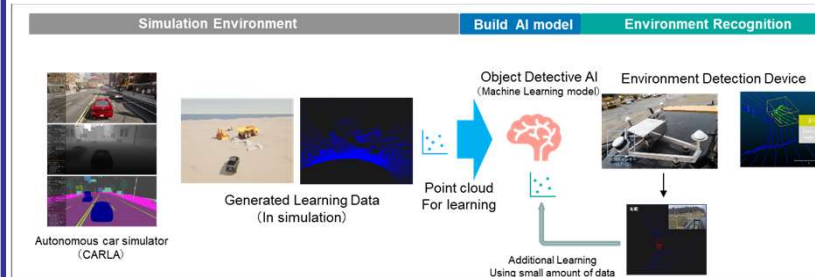 Simulation Environment
Build AI model
Environment Recognition
Object Detective AI
(Machine Learning model)
Environment Detection Device
Generated Learning Data
(In simulation)
Point cloud
For learning
Autonomous car simulator
(CARLA)
Additional Learning
Using small amount of data